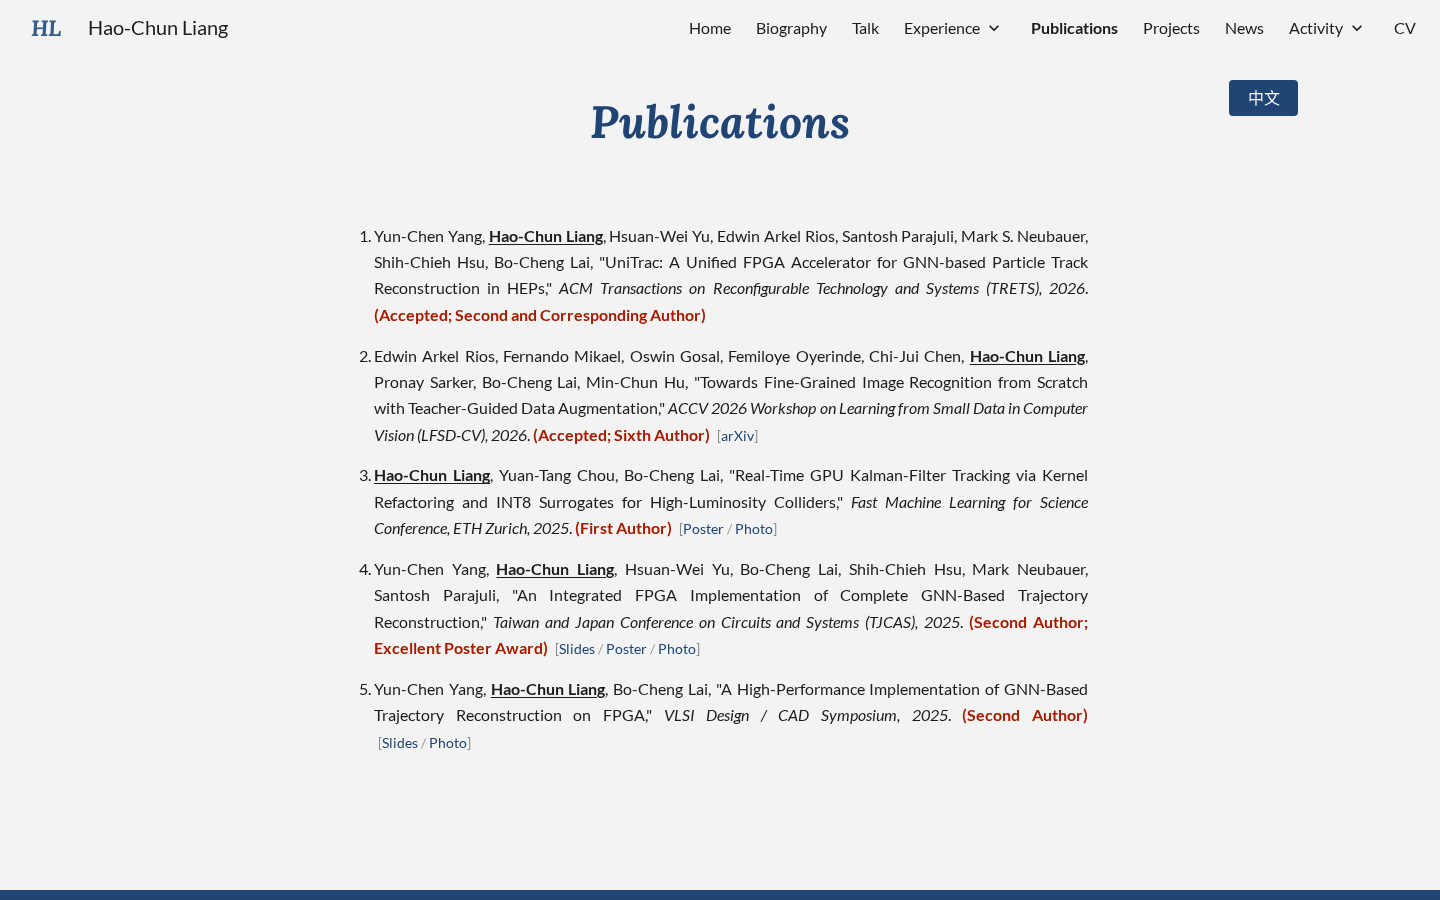 HL Hao-Chun Liang Home Biography Talk Experience Publications Projects News Activity CV
中文
Publications
1. Yun-Chen Yang, Hao-Chun Liang, Hsuan-Wei Yu, Edwin Arkel Rios, Santosh Parajuli, Mark S. Neubauer,
Shih-Chieh Hsu, Bo-Cheng Lai, "UniTrac: A Unified FPGA Accelerator for GNN-based Particle Track
Reconstruction in HEPs," ACM Transactions on Reconfigurable Technology and Systems (TRETS), 2026.
(Accepted; Second and Corresponding Author)
2. Edwin Arkel Rios, Fernando Mikael, Oswin Gosal, Femiloye Oyerinde, Chi-Jui Chen, Hao-Chun Liang,
Pronay Sarker, Bo-Cheng Lai, Min-Chun Hu, "Towards Fine-Grained Image Recognition from Scratch
with Teacher-Guided Data Augmentation," ACCV 2026 Workshop on Learning from Small Data in Computer
Vision (LFSD-CV), 2026. (Accepted; Sixth Author) [arXiv]
3. Hao-Chun Liang, Yuan-Tang Chou, Bo-Cheng Lai, "Real-Time GPU Kalman-Filter Tracking via Kernel
Refactoring and INT8 Surrogates for High-Luminosity Colliders," Fast Machine Learning for Science
Conference, ETH Zurich, 2025. (First Author) [Poster / Photo]
4. Yun-Chen Yang, Hao-Chun Liang, Hsuan-Wei Yu, Bo-Cheng Lai, Shih-Chieh Hsu, Mark Neubauer,
Santosh Parajuli, "An Integrated FPGA Implementation of Complete GNN-Based Trajectory
Reconstruction," Taiwan and Japan Conference on Circuits and Systems (TJCAS), 2025. (Second Author;
Excellent Poster Award) [Slides / Poster / Photo]
5. Yun-Chen Yang, Hao-Chun Liang, Bo-Cheng Lai, "A High-Performance Implementation of GNN-Based
Trajectory Reconstruction on FPGA," VLSI Design / CAD Symposium, 2025. (Second Author)
[Slides / Photo]